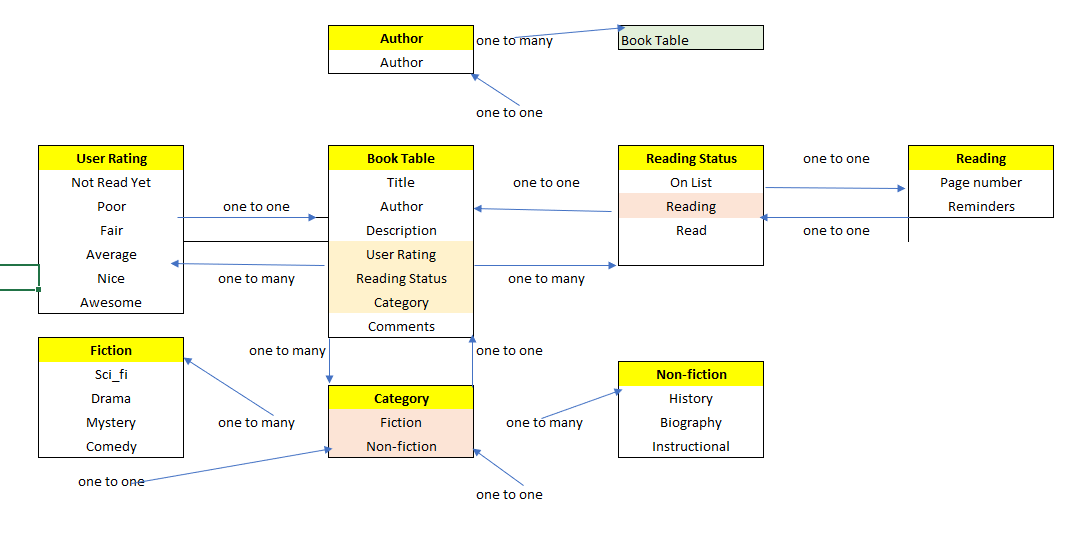 Author
Author
one to many
Book Table
one to one
User Rating
Not Read Yet
Poor
Fair
Average
Nice
Awesome
one to one
one to many
Book Table
Title
Author
Description
User Rating
Reading Status
Category
Comments
one to one
one to many
Reading Status
On List
Reading
Read
one to one
one to one
Reading
Page number
Reminders
Fiction
Sci_fi
Drama
Mystery
Comedy
one to many
one to many
one to one
one to one
Category
Fiction
Non-fiction
one to many
one to one
Non-fiction
History
Biography
Instructional